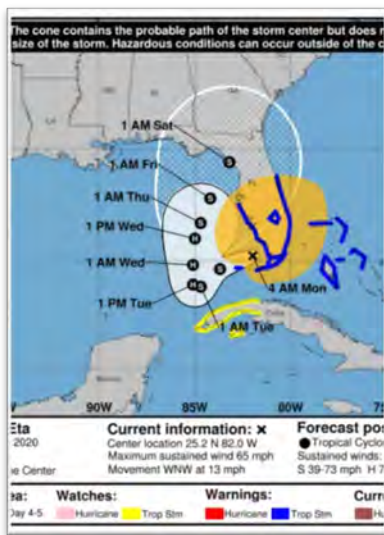 The cone contains the probable path of the storm center but does
size of the storm. Hazardous conditions can occur outside of the
1 AM Sat
S
1 AM Fri
S
1 AM Thu
S
1 PM Wed
H
1 AM Wed
H
S
4 AM Mon
1 PM Tue
H
S
1 AM Tue
Mexico
Cuba
90W
85W
80W
Eta
Current information: x
Forecast pos
2020
Center location 25.2 N 82.0 W
Tropical Cyclo
Maximum sustained wind 65 mph
Sustained winds:
e Center
Movement WNW at 13 mph
S 39-73 mph H 7
ea:
Watches:
Warnings:
Curr
Day 4-5
Hurricane
Trop Stm
Hurricane
Trop Stm
Hu